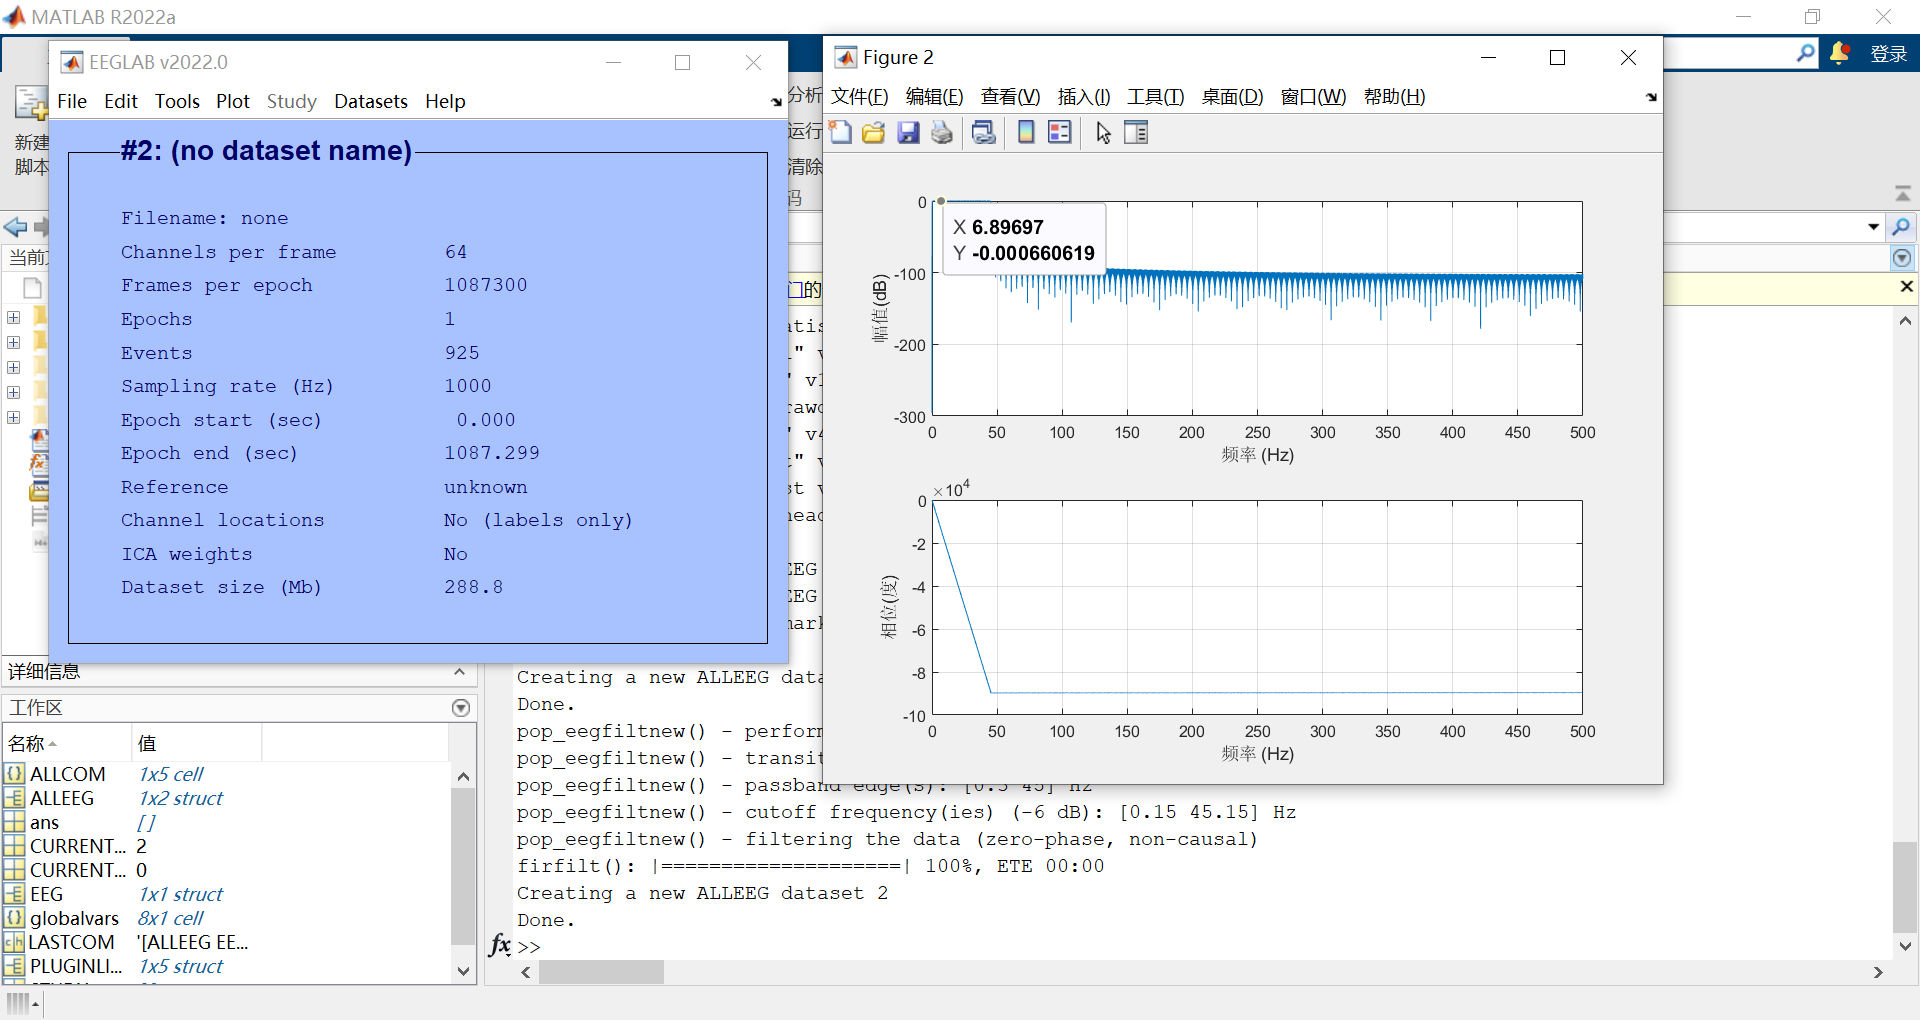 MATLAB R2022a
登录
新建
脚本
分析
运行
清除
码
EEGLAB v2022.0
File Edit Tools Plot Study Datasets Help
#2: (no dataset name)
Filename: none
Channels per frame 64
Frames per epoch 1087300
Epochs 1
Events 925
Sampling rate (Hz) 1000
Epoch start (sec) 0.000
Epoch end (sec) 1087.299
Reference unknown
Channel locations No (labels only)
ICA weights No
Dataset size (Mb) 288.8
Figure 2
文件(F) 编辑(E) 查看(V) 插入(I) 工具(T) 桌面(D) 窗口(W) 帮助(H)
X 6.89697
Y -0.000660619
幅值(dB)
0
-100
-200
-300
0 50 100 150 200 250 300 350 400 450 500
频率 (Hz)
×10^4
相位(度)
0
-2
-4
-6
-8
-10
0 50 100 150 200 250 300 350 400 450 500
频率 (Hz)
当前
门的
详细信息
工作区
名称 值
ALLCOM 1x5 cell
ALLEEG 1x2 struct
ans []
CURRENT... 2
CURRENT... 0
EEG 1x1 struct
globalvars 8x1 cell
LASTCOM '[ALLEEG EE...
PLUGINLI... 1x5 struct
Creating a new ALLEEG data
Done.
pop_eegfiltnew() - perform
pop_eegfiltnew() - transit
pop_eegfiltnew() - passband edge(s): [0.5 45] Hz
pop_eegfiltnew() - cutoff frequency(ies) (-6 dB): [0.15 45.15] Hz
pop_eegfiltnew() - filtering the data (zero-phase, non-causal)
firfilt(): |====================| 100%, ETE 00:00
Creating a new ALLEEG dataset 2
Done.
fx >>